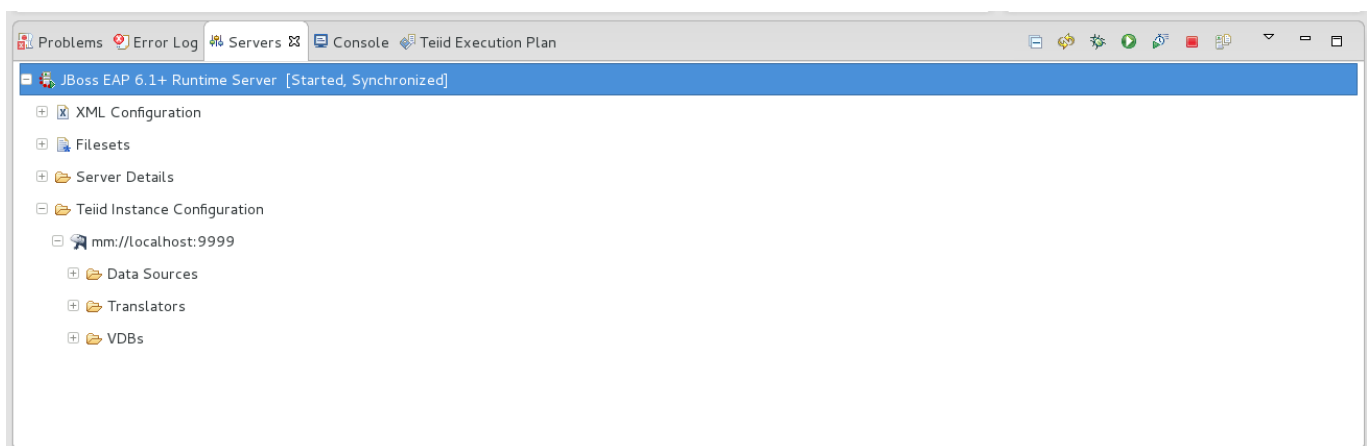 Problems Error Log Servers Console Teiid Execution Plan
JBoss EAP 6.1+ Runtime Server [Started, Synchronized]
XML Configuration
Filesets
Server Details
Teiid Instance Configuration
mm://localhost:9999
Data Sources
Translators
VDBs